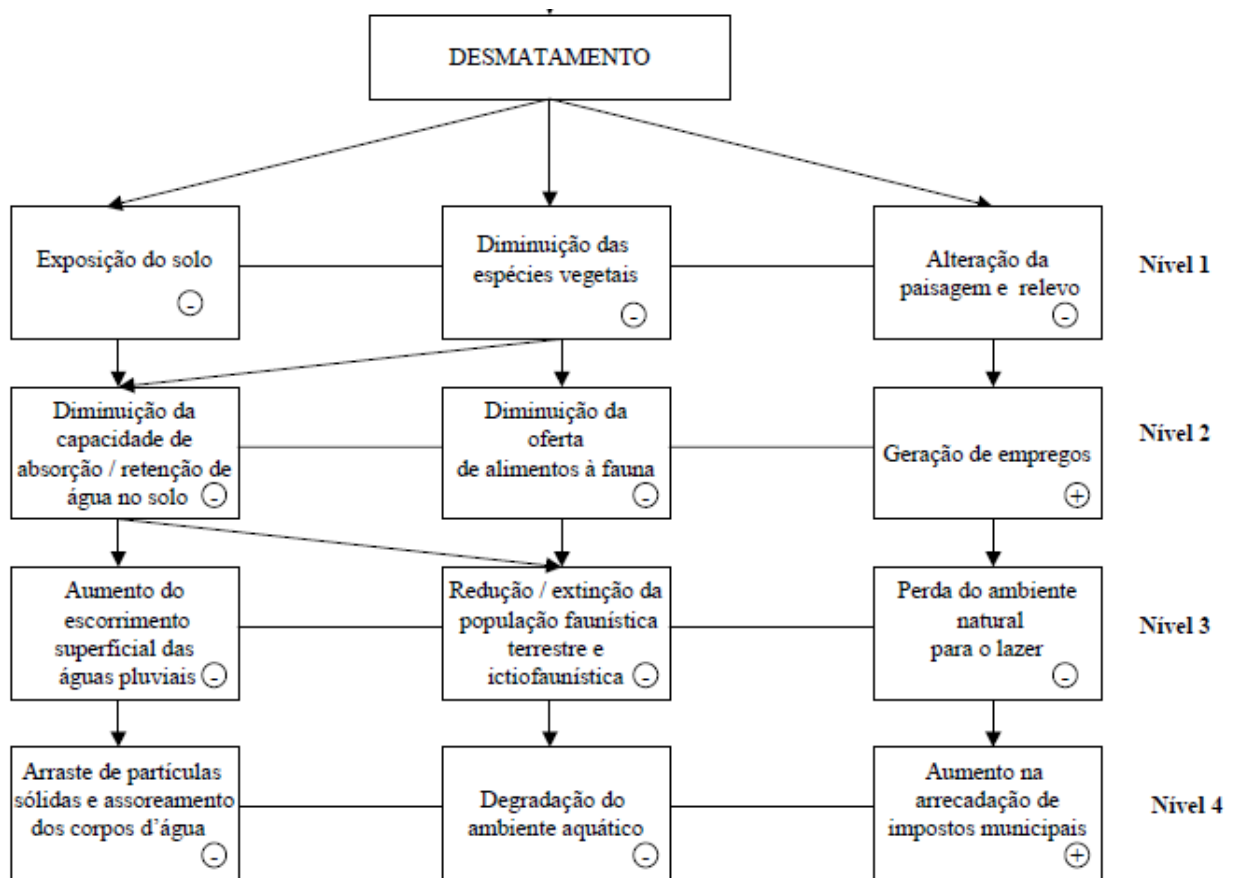 DESMATAMENTO
Exposição do solo
-
Diminuição das
espécies vegetais
-
Alteração da
paisagem e relevo
-
Nível 1
Diminuição da
capacidade de
absorção / retenção de
água no solo
-
Diminuição da
oferta
de alimentos à fauna
-
Geração de empregos
+
Nível 2
Aumento do
escorrimento
superficial das
águas pluviais
-
Redução / extinção da
população faunística
terrestre e
ictiofaunística
-
Perda do ambiente
natural
para o lazer
-
Nível 3
Arraste de partículas
sólidas e assoreamento
dos corpos d’água
-
Degradação do
ambiente aquático
-
Aumento na
arrecadação de
impostos municipais
+
Nível 4